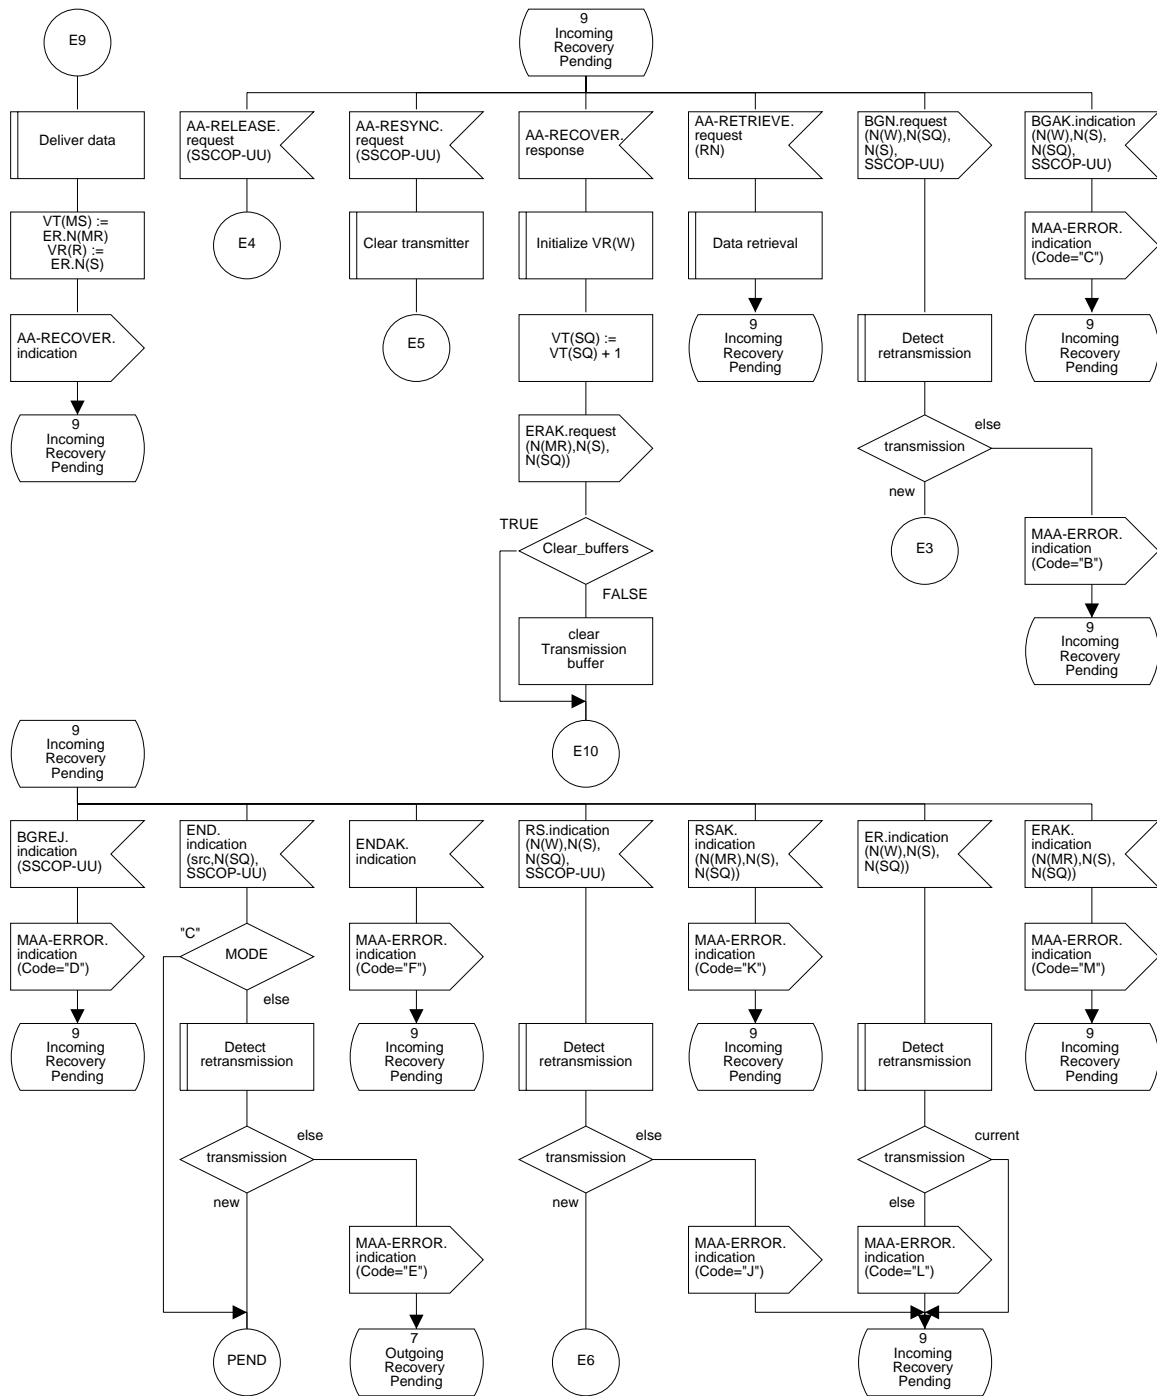 E9
9
Incoming
Recovery
Pending
Deliver data
AA-RELEASE.
request
(SSCOP-UU)
AA-RESYNC.
request
(SSCOP-UU)
AA-RECOVER.
response
AA-RETRIEVE.
request
(RN)
BGN.request
(N(W),N(SQ),
N(S),
SSCOP-UU)
BGAK.indication
(N(W),N(S),
N(SQ),
SSCOP-UU)
VT(MS) :=
ER.N(MR)
VR(R) :=
ER.N(S)
E4
Clear transmitter
Initialize VR(W)
Data retrieval
MAA-ERROR.
indication
(Code="C")
AA-RECOVER.
indication
E5
VT(SQ) :=
VT(SQ) + 1
9
Incoming
Recovery
Pending
Detect
retransmission
9
Incoming
Recovery
Pending
9
Incoming
Recovery
Pending
ERAK.request
(N(MR),N(S),
N(SQ))
transmission
else
new
TRUE
Clear_buffers
FALSE
E3
MAA-ERROR.
indication
(Code="B")
clear
Transmission
buffer
9
Incoming
Recovery
Pending
E10
9
Incoming
Recovery
Pending
BGREJ.
indication
(SSCOP-UU)
END.
indication
(src,N(SQ),
SSCOP-UU)
ENDAK.
indication
RS.indication
(N(W),N(S),
N(SQ),
SSCOP-UU)
RSAK.
indication
(N(MR),N(S),
N(SQ))
ER.indication
(N(W),N(S),
N(SQ))
ERAK.
indication
(N(MR),N(S),
N(SQ))
MAA-ERROR.
indication
(Code="D")
"C"
MODE
else
MAA-ERROR.
indication
(Code="F")
MAA-ERROR.
indication
(Code="K")
MAA-ERROR.
indication
(Code="M")
9
Incoming
Recovery
Pending
Detect
retransmission
9
Incoming
Recovery
Pending
Detect
retransmission
9
Incoming
Recovery
Pending
Detect
retransmission
9
Incoming
Recovery
Pending
transmission
else
new
transmission
else
new
transmission
current
else
MAA-ERROR.
indication
(Code="E")
MAA-ERROR.
indication
(Code="J")
MAA-ERROR.
indication
(Code="L")
PEND
7
Outgoing
Recovery
Pending
E6
9
Incoming
Recovery
Pending